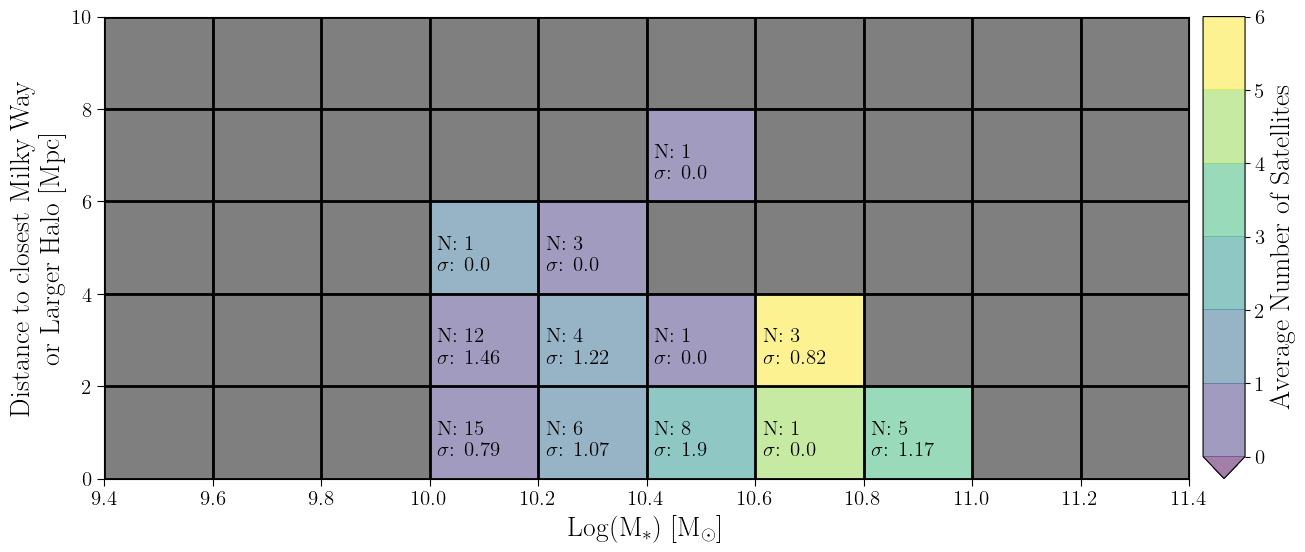 Distance to closest Milky Way
or Larger Halo [Mpc]
10
8
6
4
2
0
N: 1
σ: 0.0
N: 1
σ: 0.0
N: 3
σ: 0.0
N: 12
σ: 1.46
N: 4
σ: 1.22
N: 1
σ: 0.0
N: 3
σ: 0.82
N: 15
σ: 0.79
N: 6
σ: 1.07
N: 8
σ: 1.9
N: 1
σ: 0.0
N: 5
σ: 1.17
9.4 9.6 9.8 10.0 10.2 10.4 10.6 10.8 11.0 11.2 11.4
Log(M∗) [M⊙]
6
5
4
3
2
1
0
Average Number of Satellites